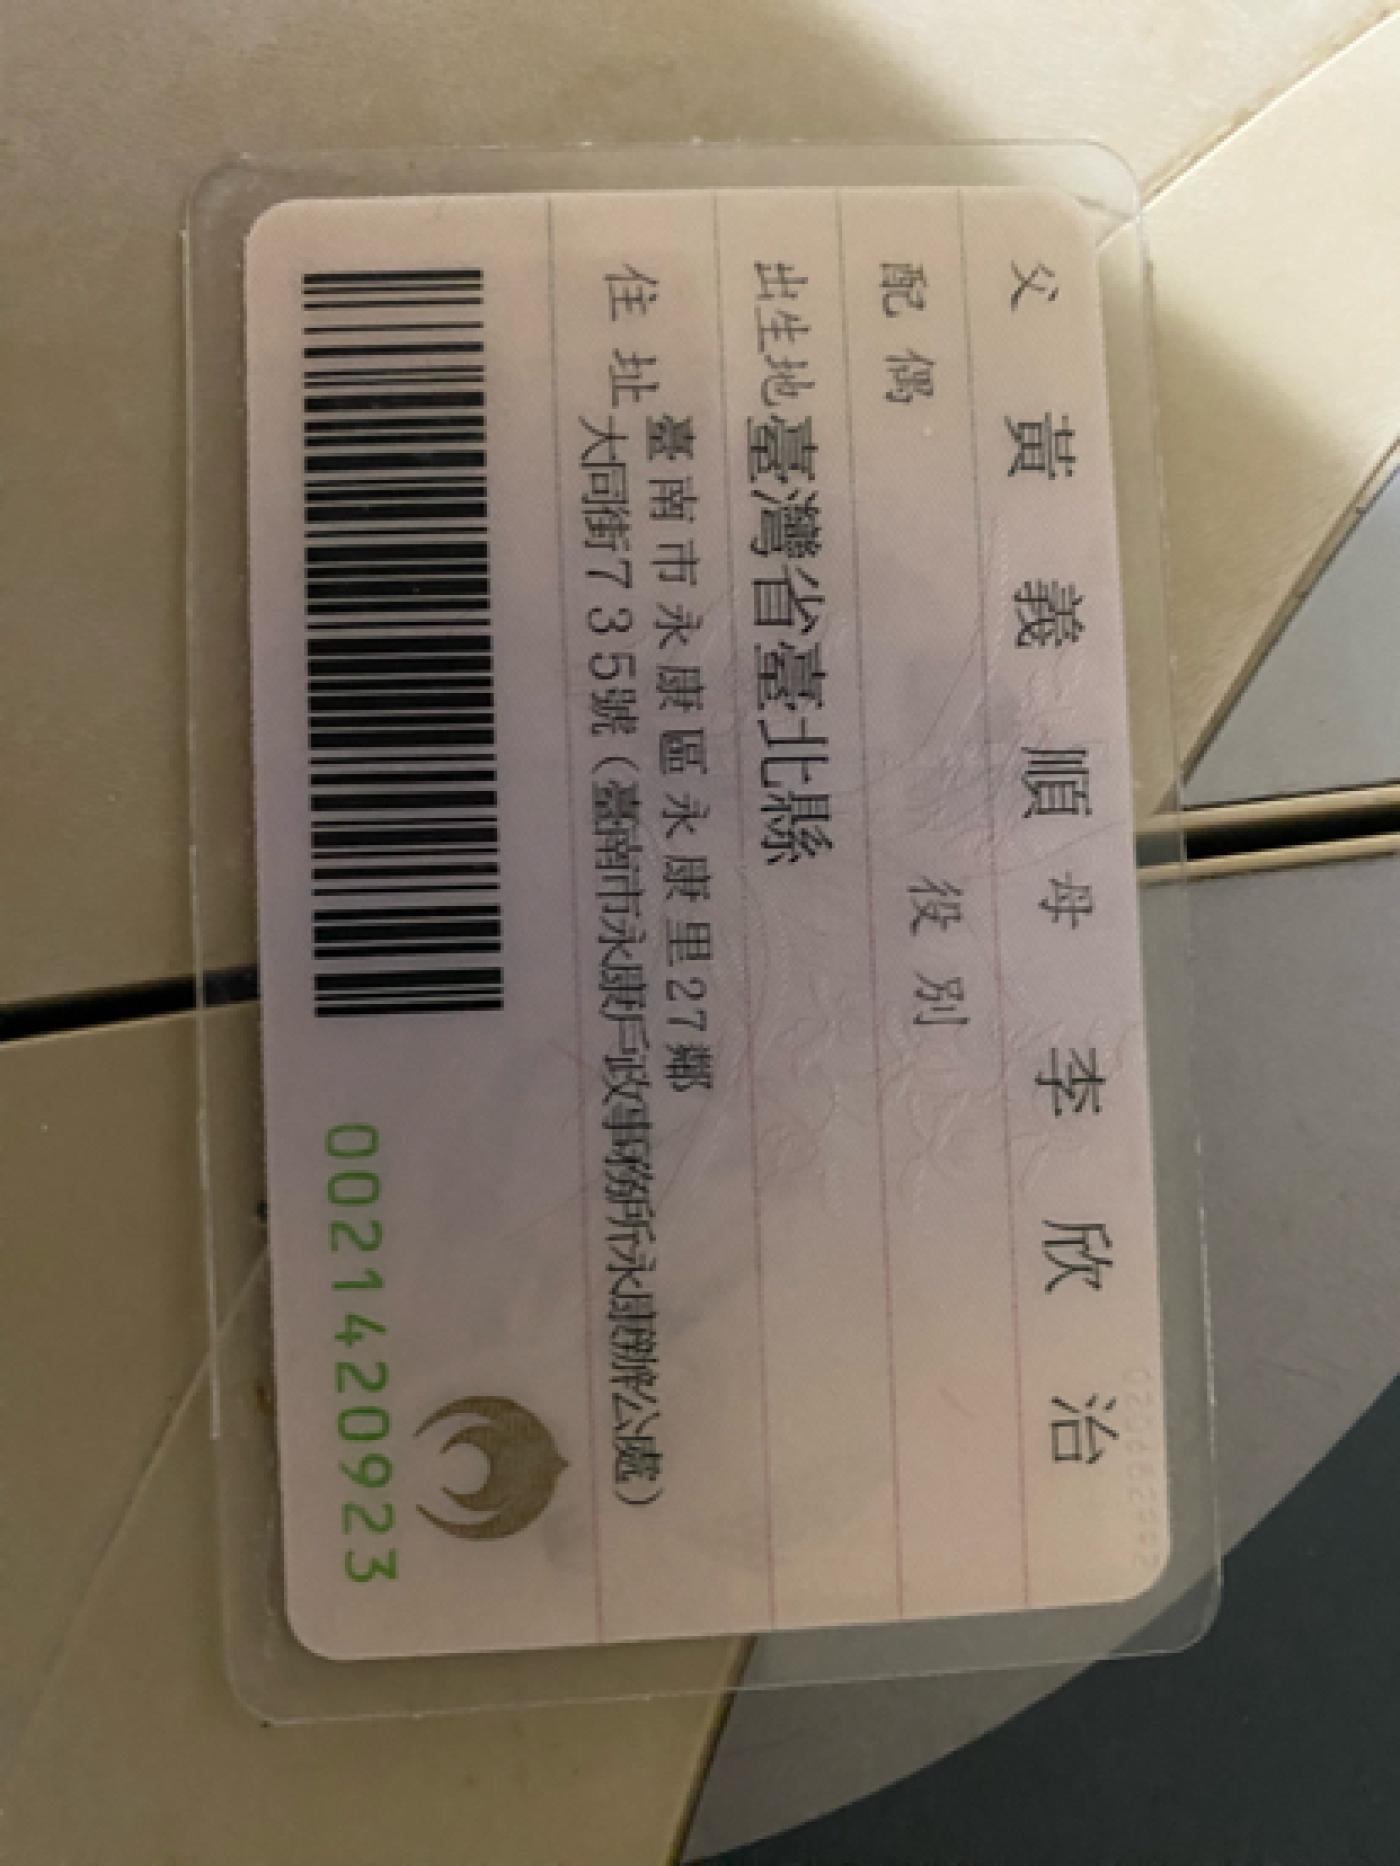 父 黃義順 母 李欣治
配偶 役別
出生地 臺灣省臺北縣
住址 臺南市永康區永康里27鄰
大同街735號（臺南市永康戶政事務所永康辦公處）
0021420923